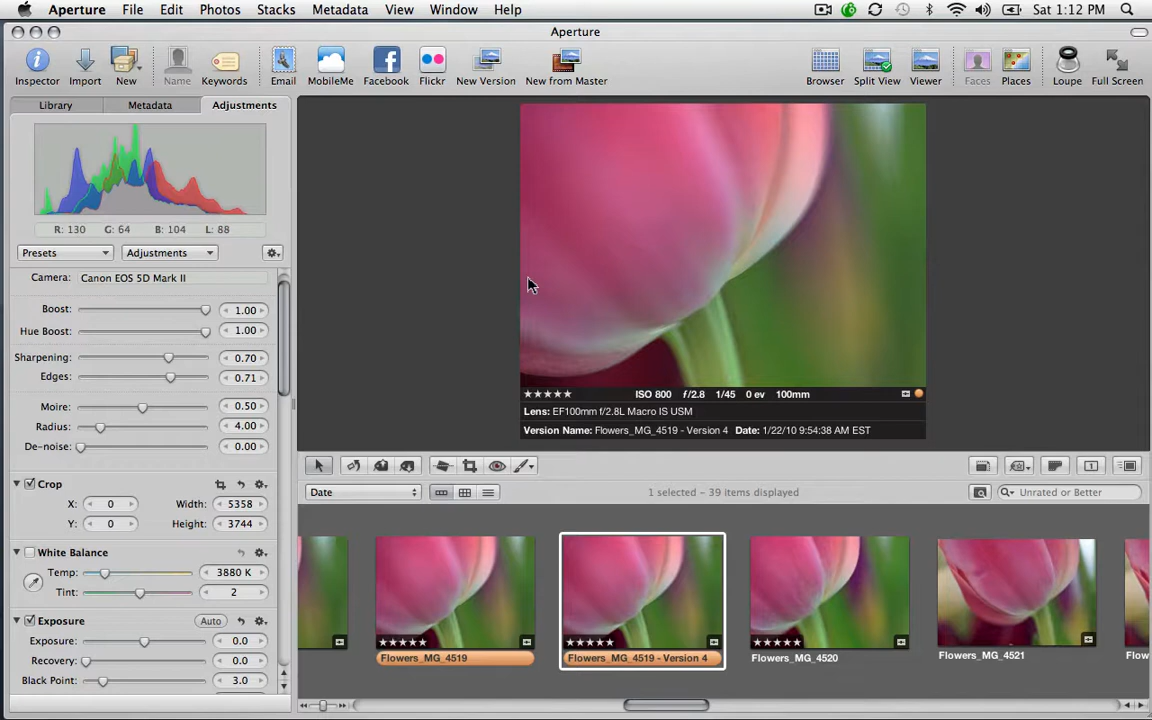 Aperture File Edit Photos Stacks Metadata View Window Help Sat 1:12 PM
Aperture
Inspector Import New Name Keywords Email MobileMe Facebook Flickr New Version New from Master Browser Split View Viewer Faces Places Loupe Full Screen
Library Metadata Adjustments
R: 130 G: 64 B: 104 L: 88
Presets Adjustments
Camera: Canon EOS 5D Mark II
Boost: 1.00
Hue Boost: 1.00
Sharpening: 0.70
Edges: 0.71
Moire: 0.50
Radius: 4.00
De-noise: 0.00
Crop
X: 0 Width: 5358
Y: 0 Height: 3744
White Balance
Temp: 3880 K
Tint: 2
Exposure Auto
Exposure: 0.0
Recovery: 0.0
Black Point: 3.0
ISO 800 f/2.8 1/45 0 ev 100mm
Lens: EF100mm f/2.8L Macro IS USM
Version Name: Flowers_MG_4519 - Version 4 Date: 1/22/10 9:54:38 AM EST
1
Date 1 selected – 39 items displayed Unrated or Better
Flowers_MG_4519 Flowers_MG_4519 - Version 4 Flowers_MG_4520 Flowers_MG_4521 Flow